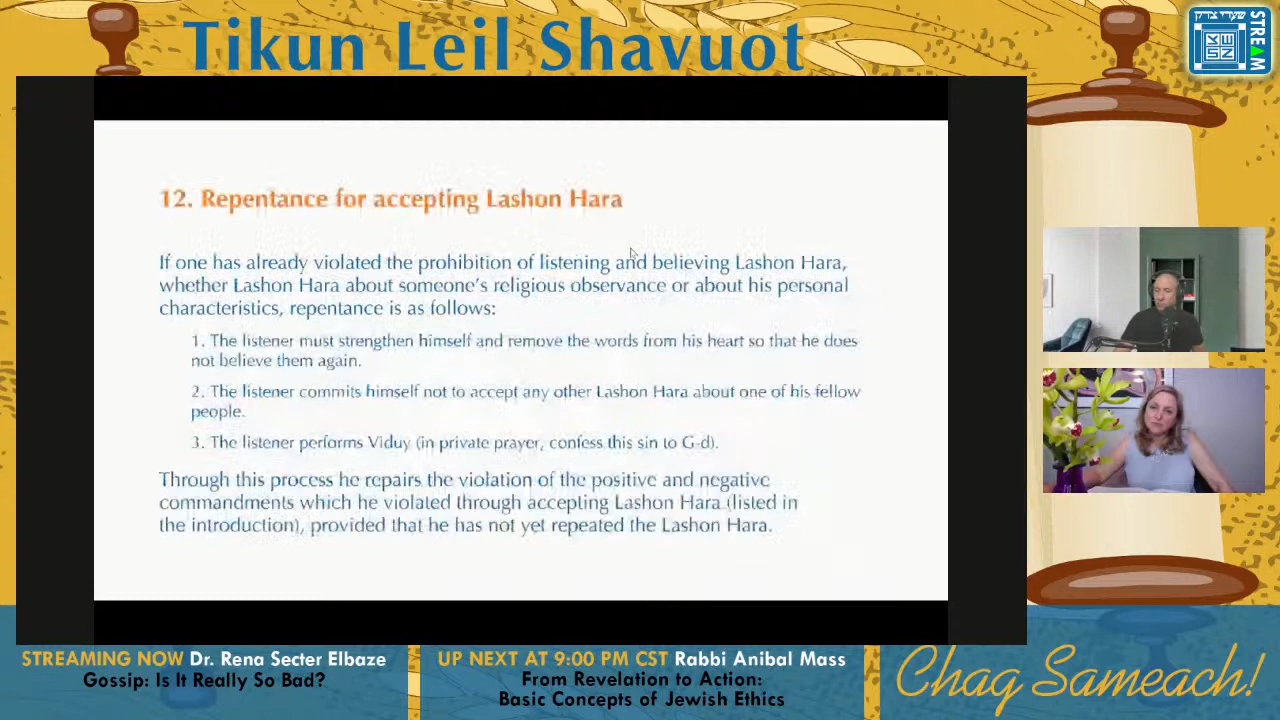 Tikun Leil Shavuot
שערי צדק
STREAM
12. Repentance for accepting Lashon Hara
If one has already violated the prohibition of listening and believing Lashon Hara,
whether Lashon Hara about someone's religious observance or about his personal
characteristics, repentance is as follows:
1. The listener must strengthen himself and remove the words from his heart so that he does
not believe them again.
2. The listener commits himself not to accept any other Lashon Hara about one of his fellow
people.
3. The listener performs Viduy (in private prayer, confess this sin to G-d).
Through this process he repairs the violation of the positive and negative
commandments which he violated through accepting Lashon Hara (listed in
the introduction), provided that he has not yet repeated the Lashon Hara.
STREAMING NOW Dr. Rena Secter Elbaze
Gossip: Is It Really So Bad?
UP NEXT AT 9:00 PM CST Rabbi Anibal Mass
From Revelation to Action:
Basic Concepts of Jewish Ethics
Chag Sameach!